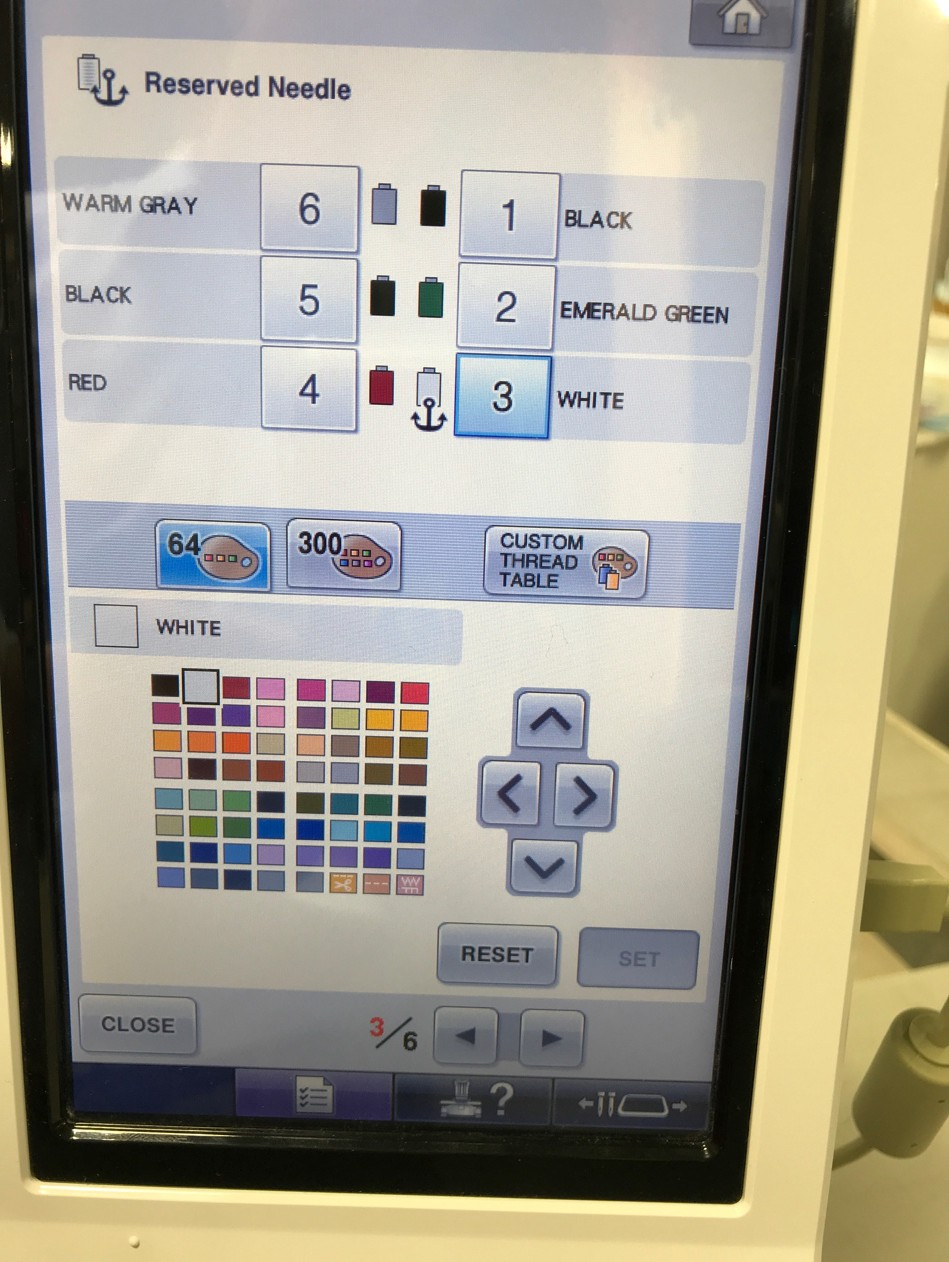 Reserved Needle
WARM GRAY 6 1 BLACK
BLACK 5 2 EMERALD GREEN
RED 4 3 WHITE
64 300 CUSTOM THREAD TABLE
WHITE
RESET SET
CLOSE 3/6
?